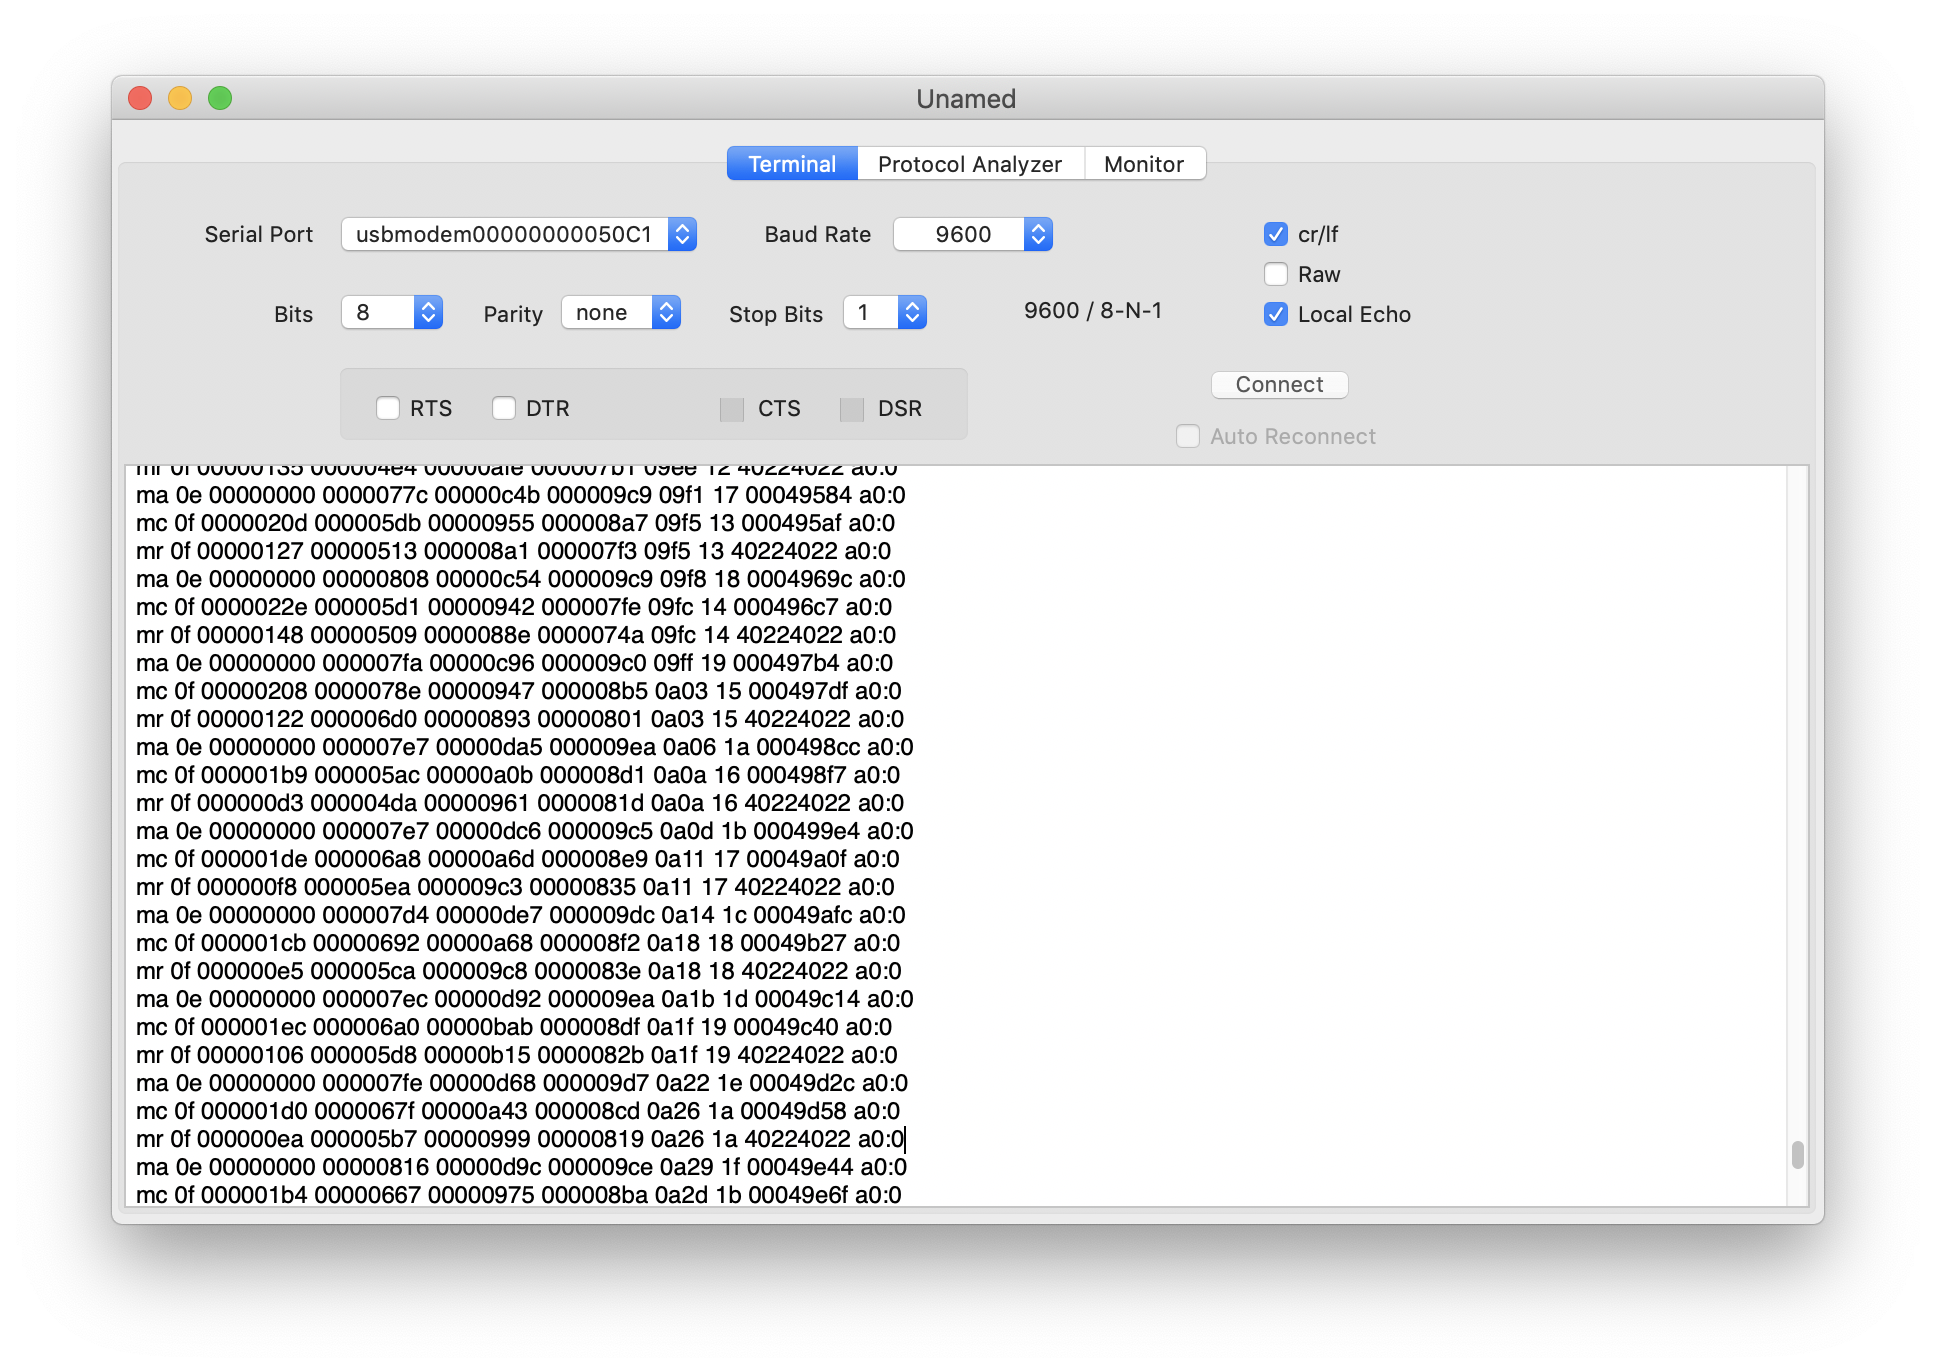 Unamed
Terminal Protocol Analyzer Monitor
Serial Port usbmodem00000000050C1 Baud Rate 9600 cr/lf
Raw
Bits 8 Parity none Stop Bits 1 9600 / 8-N-1 Local Echo
RTS DTR CTS DSR Connect
Auto Reconnect
mr 0f 00000135 000004e4 00000afe 000007b1 09ee 12 40224022 a0:0
ma 0e 00000000 0000077c 00000c4b 000009c9 09f1 17 00049584 a0:0
mc 0f 0000020d 000005db 00000955 000008a7 09f5 13 000495af a0:0
mr 0f 00000127 00000513 000008a1 000007f3 09f5 13 40224022 a0:0
ma 0e 00000000 00000808 00000c54 000009c9 09f8 18 0004969c a0:0
mc 0f 0000022e 000005d1 00000942 000007fe 09fc 14 000496c7 a0:0
mr 0f 00000148 00000509 0000088e 0000074a 09fc 14 40224022 a0:0
ma 0e 00000000 000007fa 00000c96 000009c0 09ff 19 000497b4 a0:0
mc 0f 00000208 0000078e 00000947 000008b5 0a03 15 000497df a0:0
mr 0f 00000122 000006d0 00000893 00000801 0a03 15 40224022 a0:0
ma 0e 00000000 000007e7 00000da5 000009ea 0a06 1a 000498cc a0:0
mc 0f 000001b9 000005ac 00000a0b 000008d1 0a0a 16 000498f7 a0:0
mr 0f 000000d3 000004da 00000961 0000081d 0a0a 16 40224022 a0:0
ma 0e 00000000 000007e7 00000dc6 000009c5 0a0d 1b 000499e4 a0:0
mc 0f 000001de 000006a8 00000a6d 000008e9 0a11 17 00049a0f a0:0
mr 0f 000000f8 000005ea 000009c3 00000835 0a11 17 40224022 a0:0
ma 0e 00000000 000007d4 00000de7 000009dc 0a14 1c 00049afc a0:0
mc 0f 000001cb 00000692 00000a68 000008f2 0a18 18 00049b27 a0:0
mr 0f 000000e5 000005ca 000009c8 0000083e 0a18 18 40224022 a0:0
ma 0e 00000000 000007ec 00000d92 000009ea 0a1b 1d 00049c14 a0:0
mc 0f 000001ec 000006a0 00000bab 000008df 0a1f 19 00049c40 a0:0
mr 0f 00000106 000005d8 00000b15 0000082b 0a1f 19 40224022 a0:0
ma 0e 00000000 000007fe 00000d68 000009d7 0a22 1e 00049d2c a0:0
mc 0f 000001d0 0000067f 00000a43 000008cd 0a26 1a 00049d58 a0:0
mr 0f 000000ea 000005b7 00000999 00000819 0a26 1a 40224022 a0:0
ma 0e 00000000 00000816 00000d9c 000009ce 0a29 1f 00049e44 a0:0
mc 0f 000001b4 00000667 00000975 000008ba 0a2d 1b 00049e6f a0:0